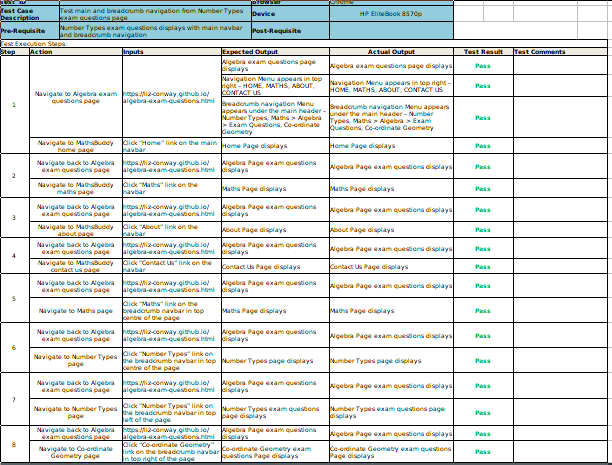 Test ID
Browser
Chrome
Test Case Description
Test main and breadcrumb navigation from Number Types exam questions page
Device
HP EliteBook 8570p
Pre-Requisite
Number Types exam questions displays with main navbar and breadcrumb navigation
Post-Requisite
Test Execution Steps:
Step Action Inputs Expected Output Actual Output Test Result Test Comments
1
Navigate to Algebra exam questions page
https://liz-conway.github.io/algebra-exam-questions.html
Algebra exam questions page displays
Algebra exam questions page displays
Pass
Navigation Menu appears in top right – HOME, MATHS, ABOUT, CONTACT US
Navigation Menu appears in top right – HOME, MATHS, ABOUT, CONTACT US
Pass
Breadcrumb navigation Menu appears under the main header – Number Types, Maths > Algebra > Exam Questions, Co-ordinate Geometry
Breadcrumb navigation Menu appears under the main header – Number Types, Maths > Algebra > Exam Questions, Co-ordinate Geometry
Pass
Navigate to MathsBuddy home page
Click "Home" link on the main navbar
Home Page displays
Home Page displays
Pass
2
Navigate back to Algebra exam questions page
https://liz-conway.github.io/algebra-exam-questions.html
Algebra Page exam questions displays
Algebra Page exam questions displays
Pass
Navigate to MathsBuddy maths page
Click "Maths" link on the navbar
Maths Page displays
Maths Page displays
Pass
3
Navigate back to Algebra exam questions page
https://liz-conway.github.io/algebra-exam-questions.html
Algebra Page exam questions displays
Algebra Page exam questions displays
Pass
Navigate to MathsBuddy about page
Click "About" link on the navbar
About Page displays
About Page displays
Pass
4
Navigate back to Algebra exam questions page
https://liz-conway.github.io/algebra-exam-questions.html
Algebra Page exam questions displays
Algebra Page exam questions displays
Pass
Navigate to MathsBuddy contact us page
Click "Contact Us" link on the navbar
Contact Us Page displays
Contact Us Page displays
Pass
5
Navigate back to Algebra exam questions page
https://liz-conway.github.io/algebra-exam-questions.html
Algebra Page exam questions displays
Algebra Page exam questions displays
Pass
Navigate to Maths page
Click "Maths" link on the breadcrumb navbar in top centre of the page
Maths Page displays
Maths Page displays
Pass
6
Navigate back to Algebra exam questions page
https://liz-conway.github.io/algebra-exam-questions.html
Algebra Page exam questions displays
Algebra Page exam questions displays
Pass
Navigate to Number Types page
Click "Number Types" link on the breadcrumb navbar in top centre of the page
Number Types page displays
Number Types page displays
Pass
7
Navigate back to Algebra exam questions page
https://liz-conway.github.io/algebra-exam-questions.html
Algebra Page exam questions displays
Algebra Page exam questions displays
Pass
Navigate to Number Types page
Click "Number Types" link on the breadcrumb navbar in top left of the page
Number Types exam questions page displays
Number Types exam questions page displays
Pass
8
Navigate back to Algebra exam questions page
https://liz-conway.github.io/algebra-exam-questions.html
Algebra Page exam questions displays
Algebra Page exam questions displays
Pass
Navigate to Co-ordinate Geometry page
Click "Co-ordinate Geometry" link on the breadcrumb navbar in top right of the page
Co-ordinate Geometry exam questions Page displays
Co-ordinate Geometry exam questions Page displays
Pass